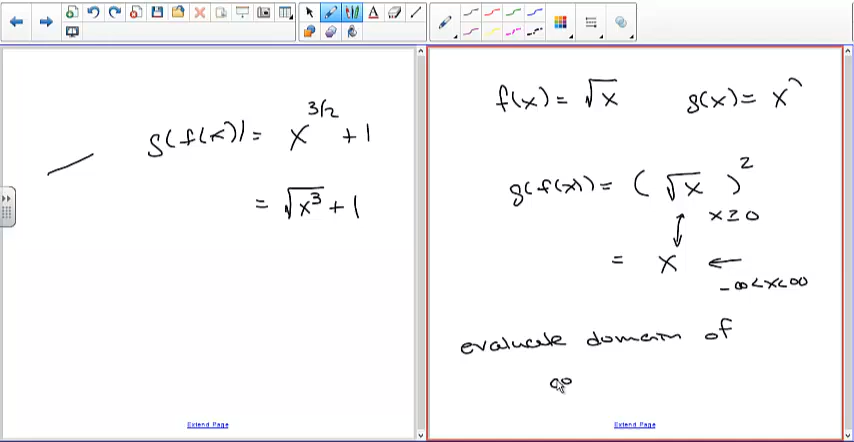 g(f(x)) = x^{3/2} + 1
= √x³ + 1
Extend Page
f(x) = √x g(x) = x²
g(f(x)) = ( √x )²
x ≥ 0
= x ←
-∞ < x < ∞
evaluate domain of
Extend Page